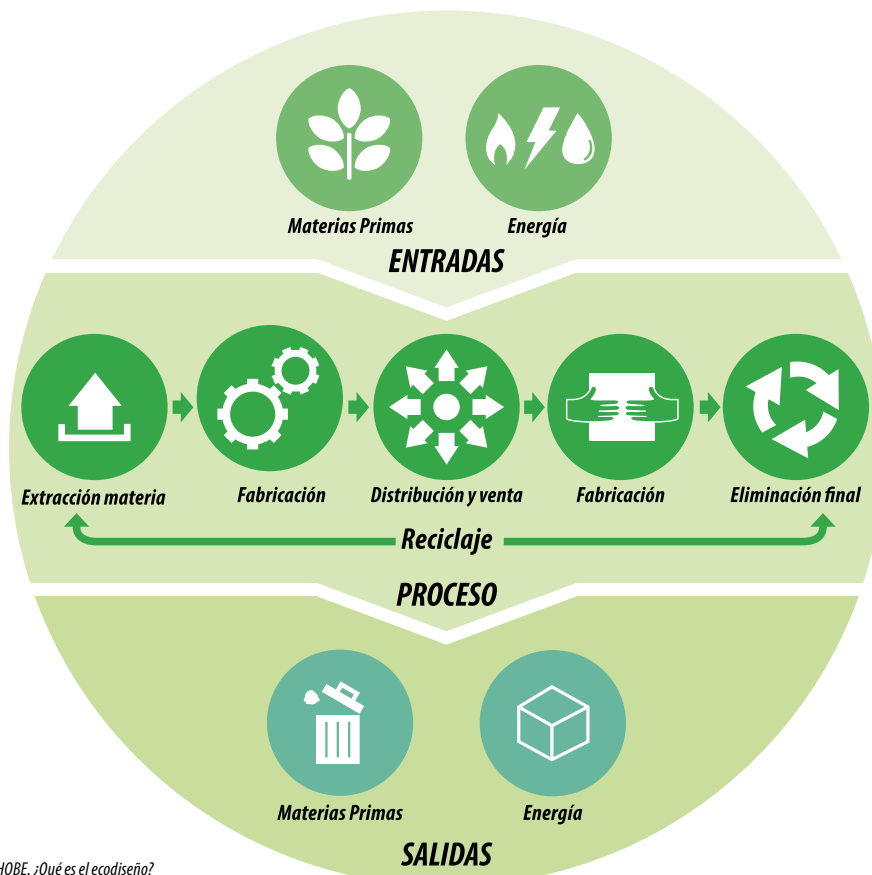 Materias Primas
Energía
ENTRADAS
Extracción materia
Fabricación
Distribución y venta
Fabricación
Eliminación final
Reciclaje
PROCESO
Materias Primas
Energía
SALIDAS
HOBE. ¿Qué es el ecodiseño?